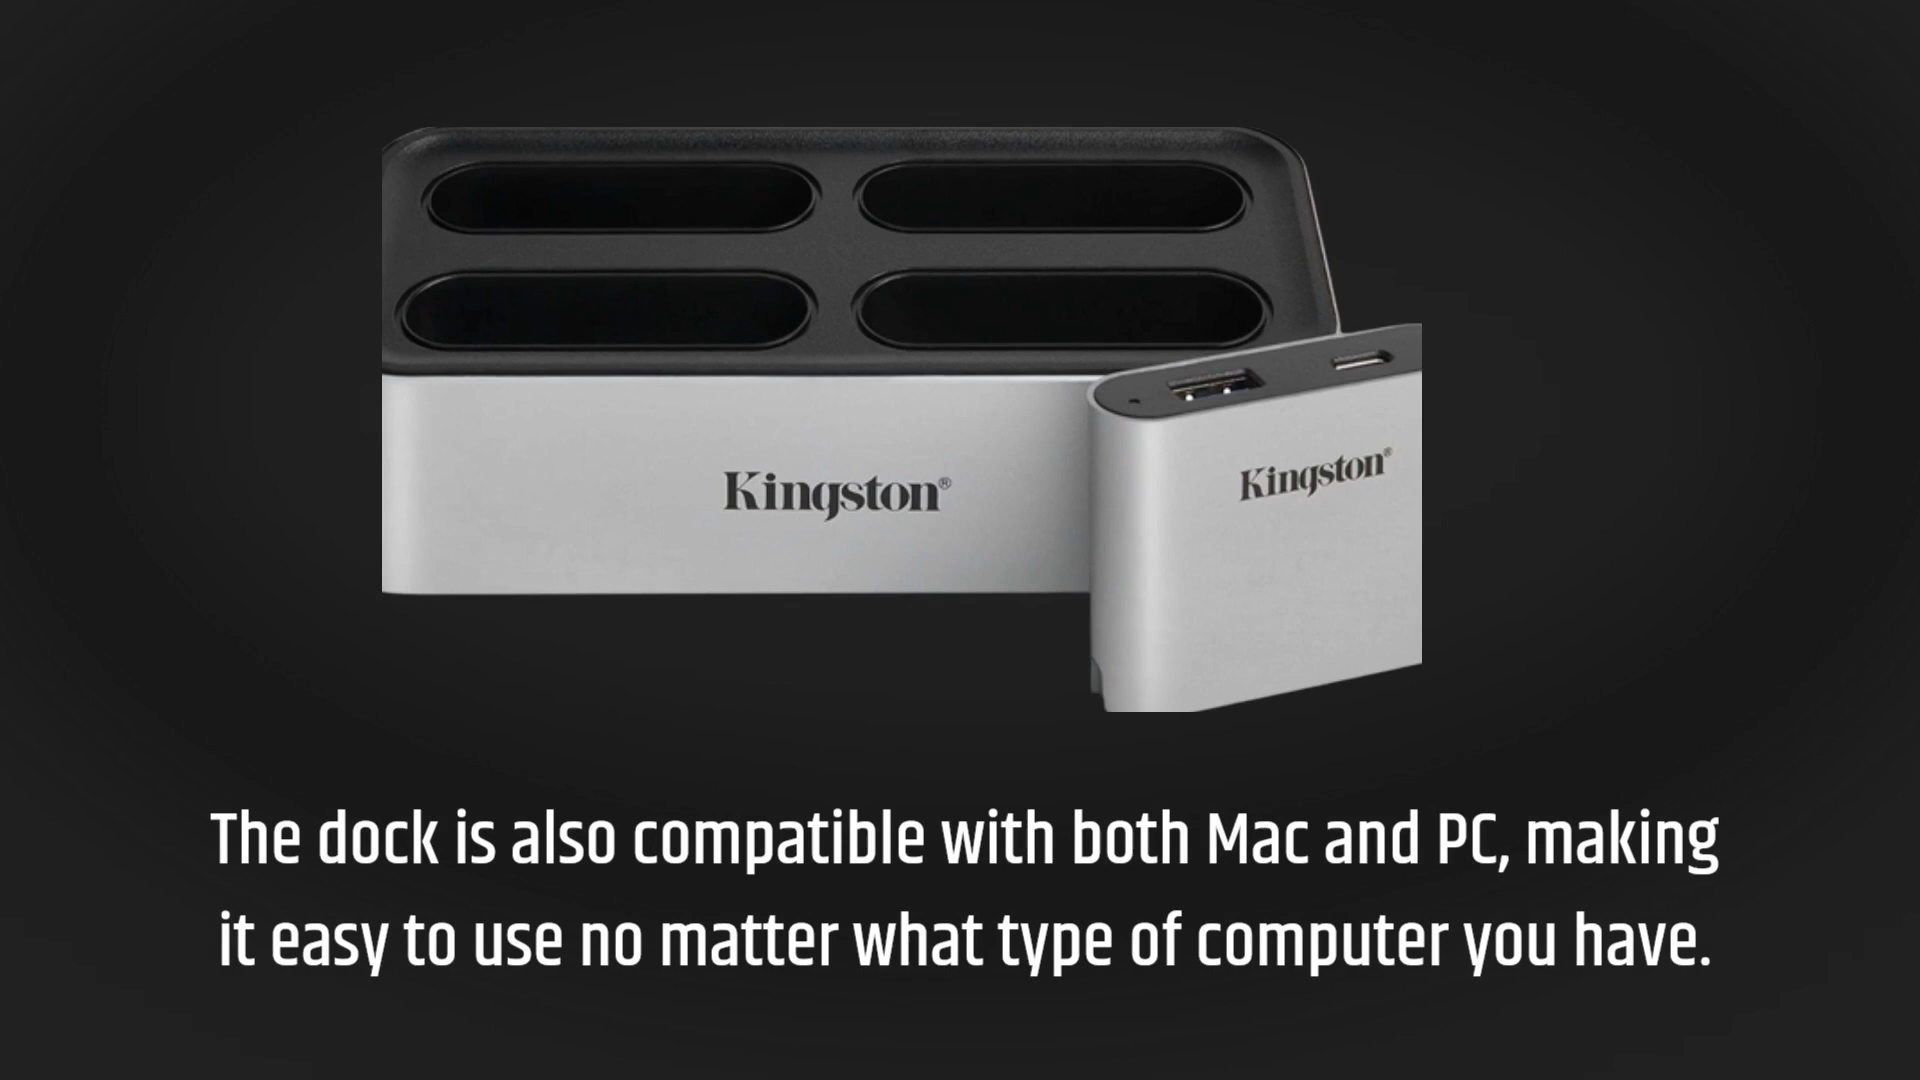 Kingston®
Kingston®
The dock is also compatible with both Mac and PC, making
it easy to use no matter what type of computer you have.